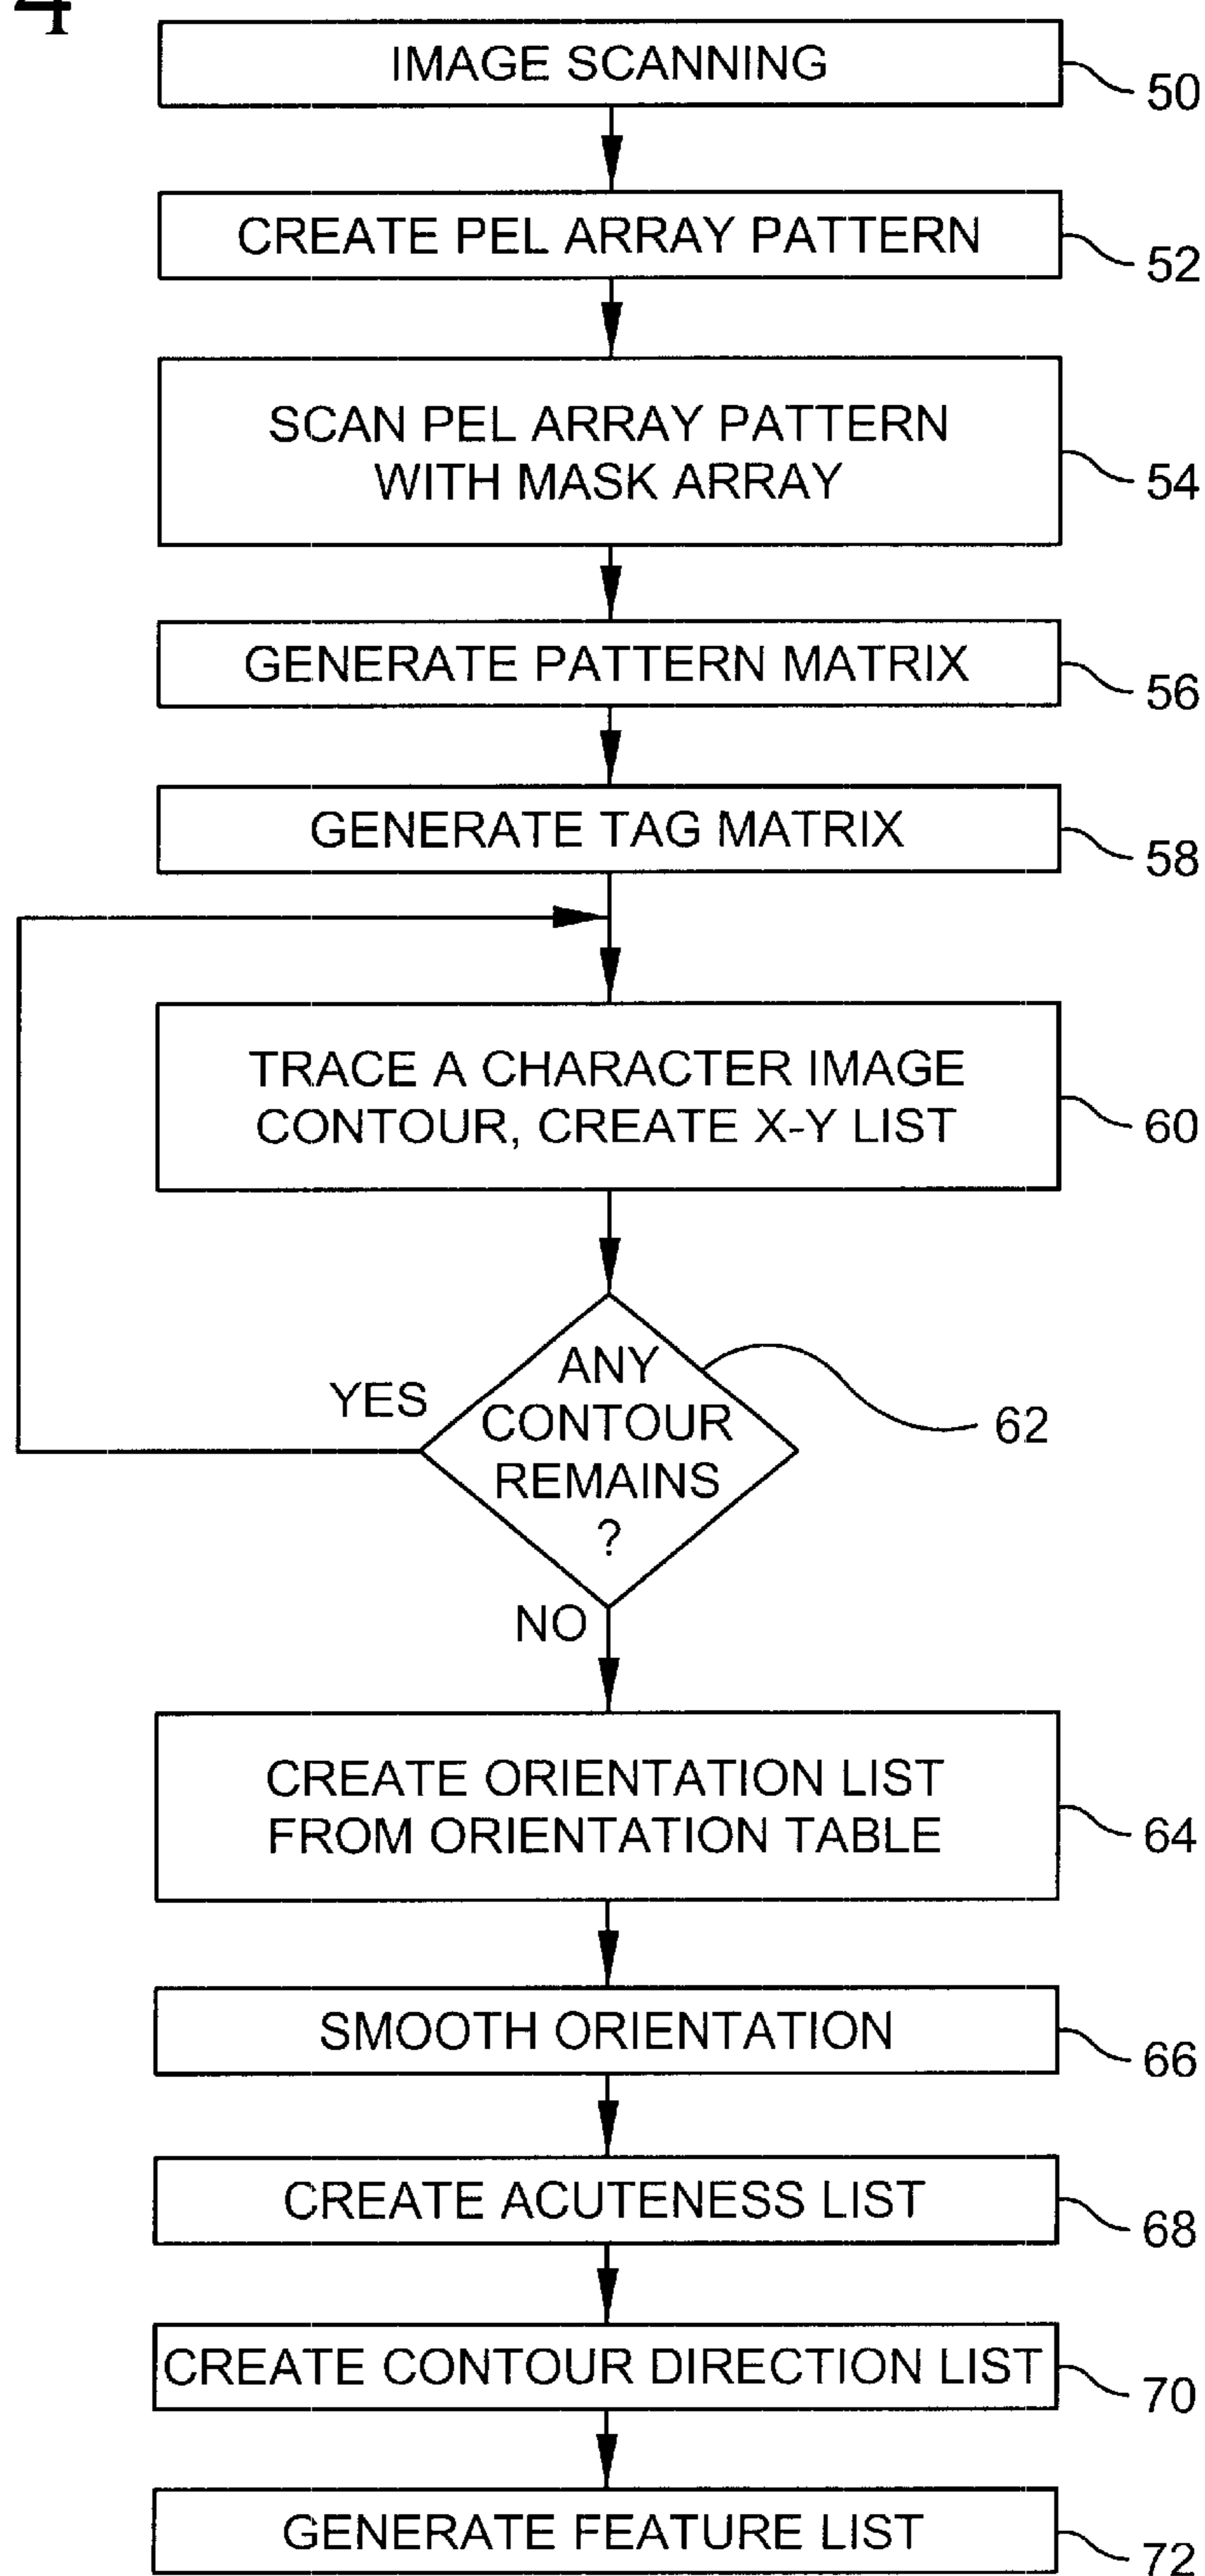 4
IMAGE SCANNING
50
CREATE PEL ARRAY PATTERN
52
SCAN PEL ARRAY PATTERN
WITH MASK ARRAY
54
GENERATE PATTERN MATRIX
56
GENERATE TAG MATRIX
58
TRACE A CHARACTER IMAGE
CONTOUR, CREATE X-Y LIST
60
YES
ANY
CONTOUR
REMAINS
?
62
NO
CREATE ORIENTATION LIST
FROM ORIENTATION TABLE
64
SMOOTH ORIENTATION
66
CREATE ACUTENESS LIST
68
CREATE CONTOUR DIRECTION LIST
70
GENERATE FEATURE LIST
72